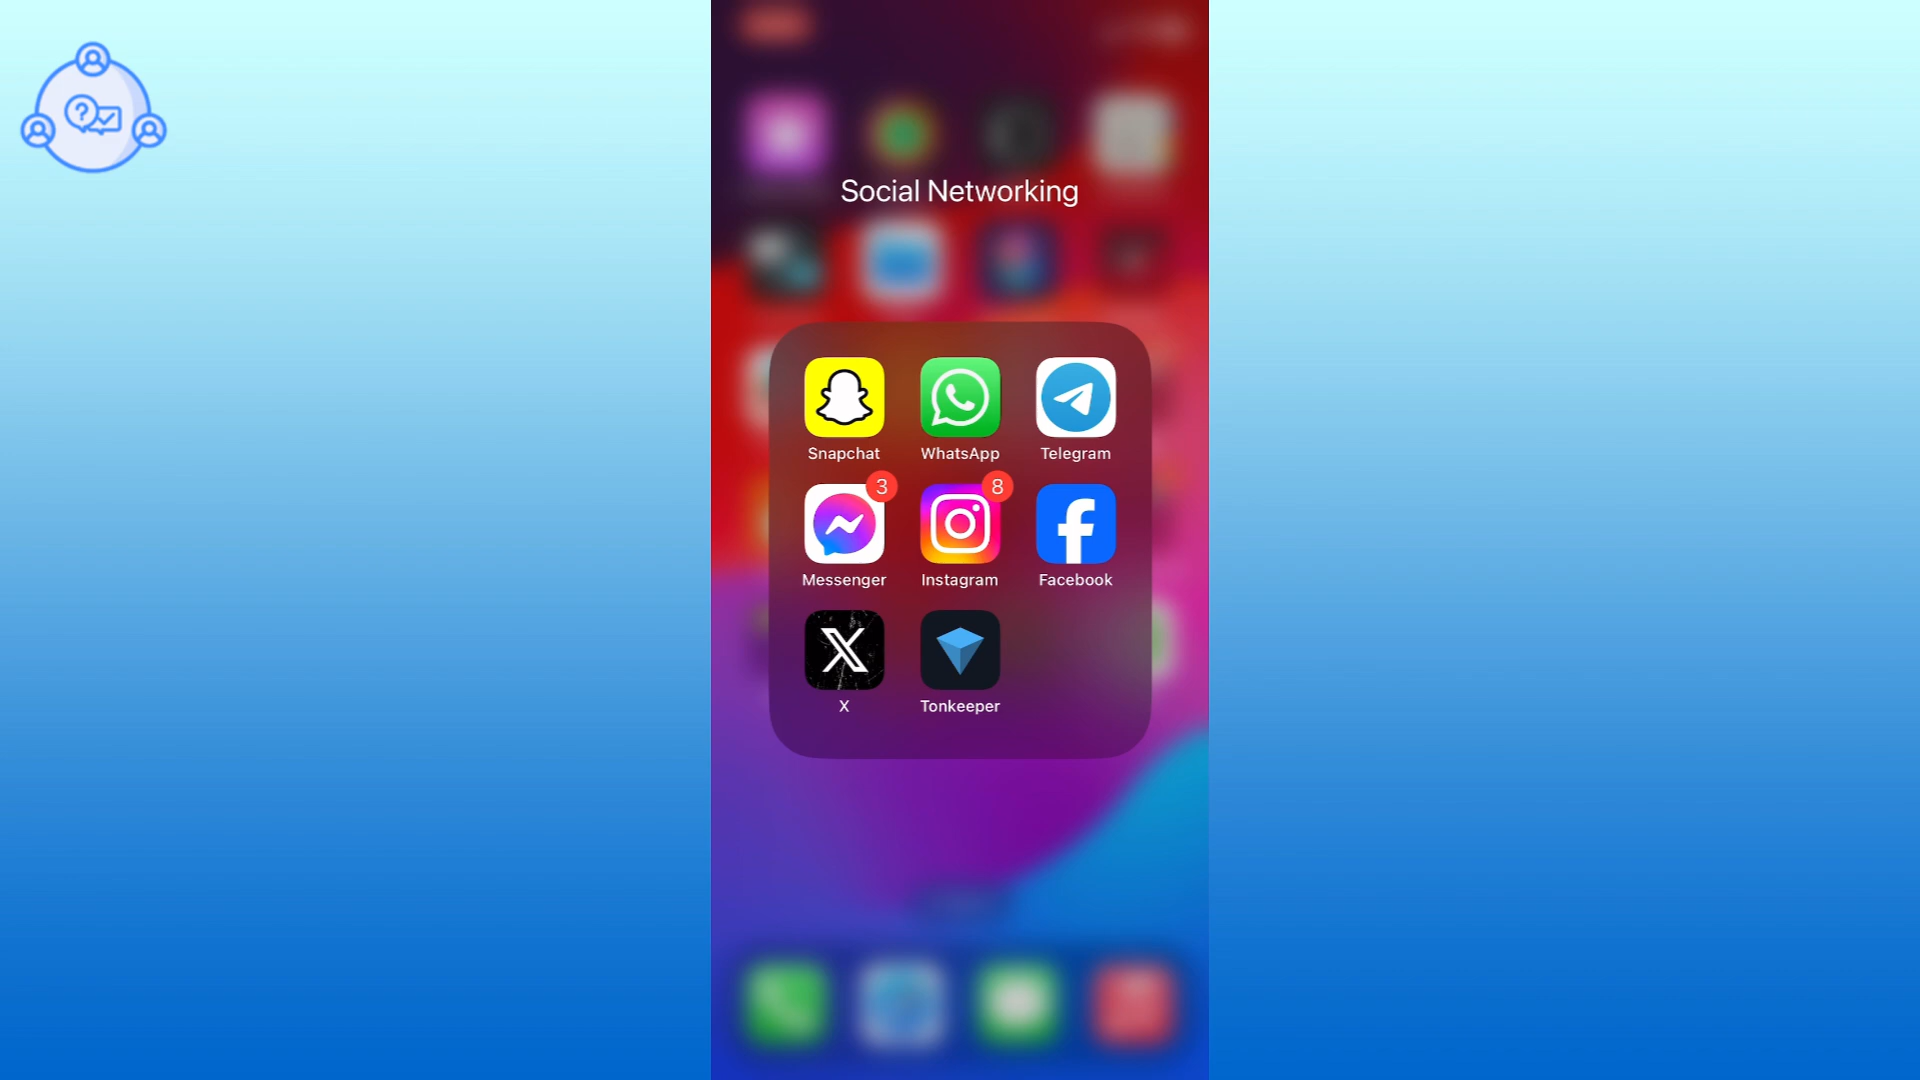 Social Networking
Snapchat WhatsApp Telegram
3 8
Messenger Instagram Facebook
X Tonkeeper